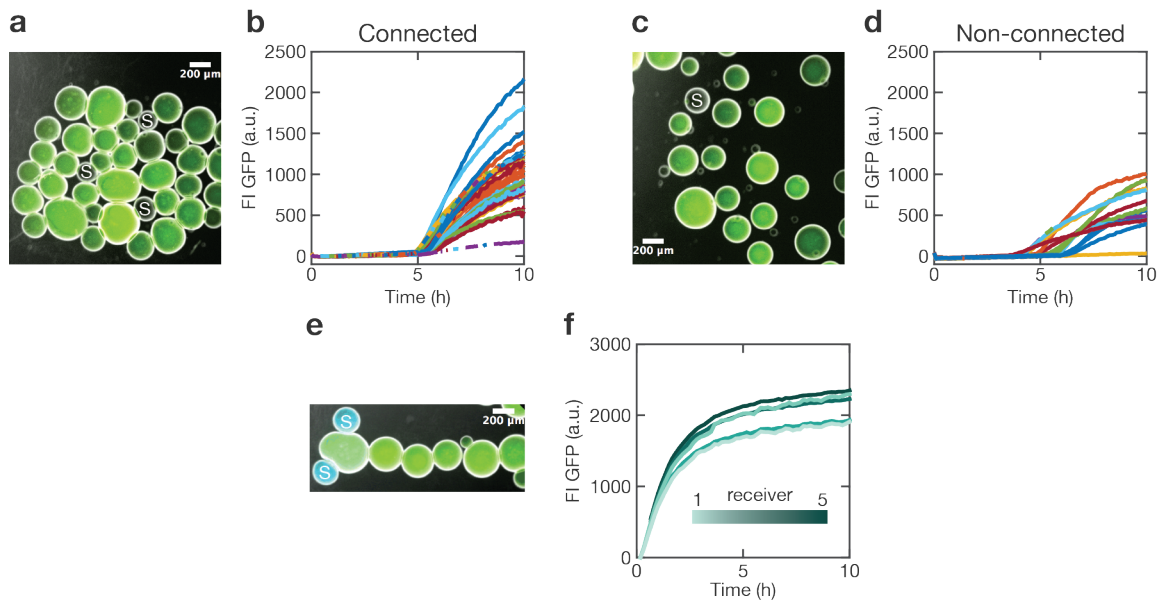 a
200 µm
S
S
S
b
Connected
2500
2000
1500
1000
500
0
0
5
10
FI GFP (a.u.)
Time (h)
c
S
200 µm
d
Non-connected
2500
2000
1500
1000
500
0
0
5
10
FI GFP (a.u.)
Time (h)
e
200 µm
S
S
f
3000
2000
1000
0
0
5
10
FI GFP (a.u.)
1 receiver 5
Time (h)